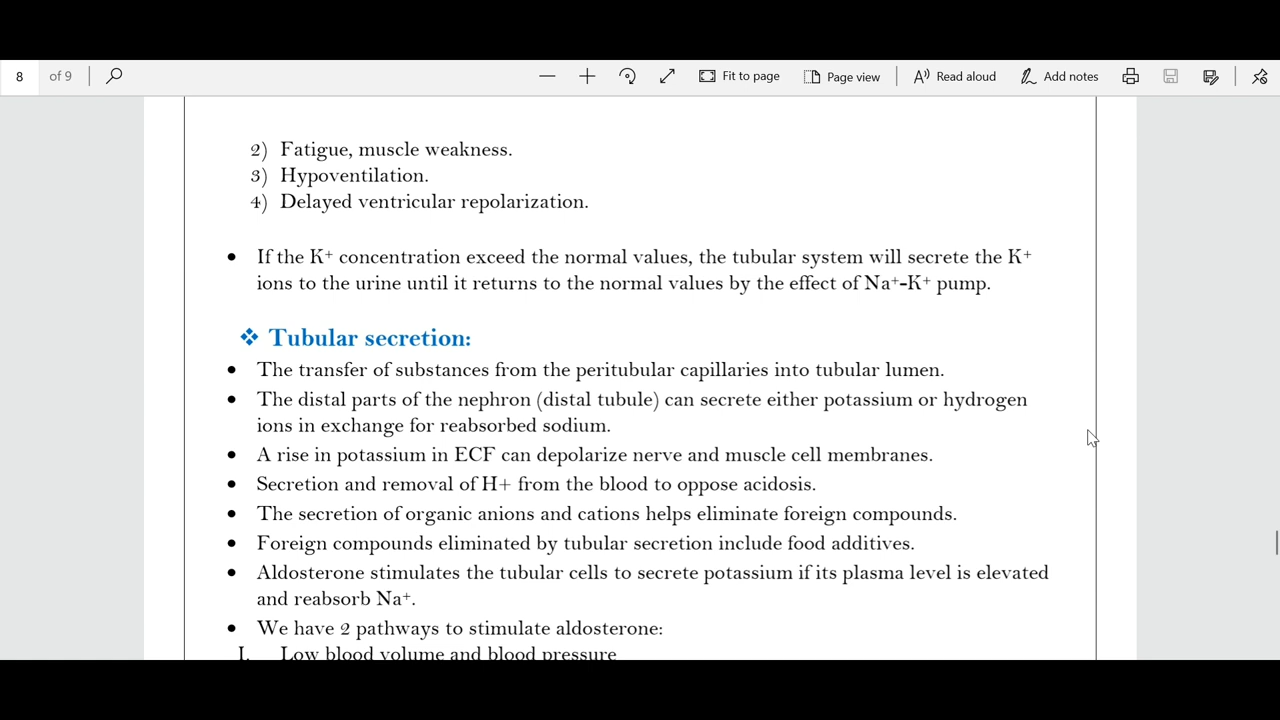 8 of 9 Fit to page Page view Read aloud Add notes
2) Fatigue, muscle weakness.
3) Hypoventilation.
4) Delayed ventricular repolarization.
• If the K⁺ concentration exceed the normal values, the tubular system will secrete the K⁺
ions to the urine until it returns to the normal values by the effect of Na⁺-K⁺ pump.
❖ Tubular secretion:
• The transfer of substances from the peritubular capillaries into tubular lumen.
• The distal parts of the nephron (distal tubule) can secrete either potassium or hydrogen
ions in exchange for reabsorbed sodium.
• A rise in potassium in ECF can depolarize nerve and muscle cell membranes.
• Secretion and removal of H+ from the blood to oppose acidosis.
• The secretion of organic anions and cations helps eliminate foreign compounds.
• Foreign compounds eliminated by tubular secretion include food additives.
• Aldosterone stimulates the tubular cells to secrete potassium if its plasma level is elevated
and reabsorb Na⁺.
• We have 2 pathways to stimulate aldosterone:
I. Low blood volume and blood pressure